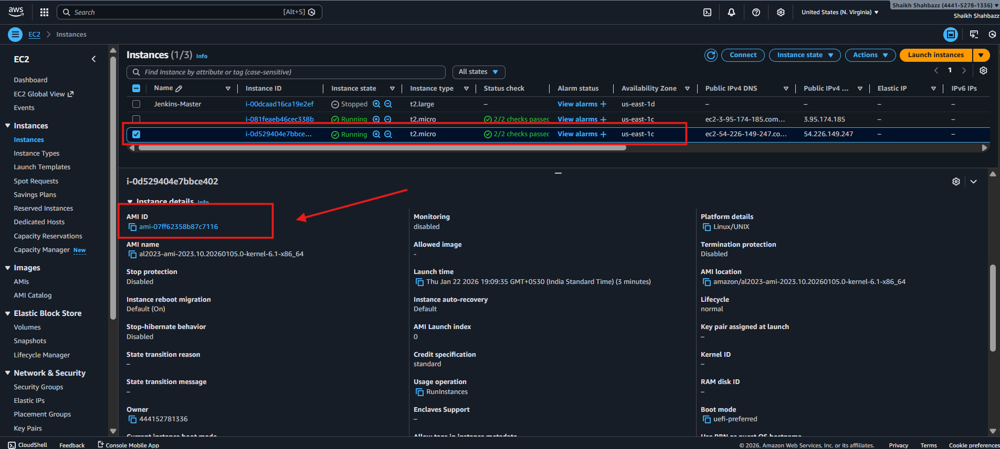 aws
Search [Alt+S]
United States (N. Virginia)
Shaikh Shahbazz (4441-5278-1336)
Shaikh Shahbazz
EC2 Instances
EC2
Dashboard
EC2 Global View
Events
Instances
Instances
Instance Types
Launch Templates
Spot Requests
Savings Plans
Reserved Instances
Dedicated Hosts
Capacity Reservations
Capacity Manager New
Images
AMIs
AMI Catalog
Elastic Block Store
Volumes
Snapshots
Lifecycle Manager
Network & Security
Security Groups
Elastic IPs
Placement Groups
Key Pairs
Instances (1/3) Info
Connect Instance state Actions Launch instances
Find Instance by attribute or tag (case-sensitive) All states 1
Name Instance ID Instance state Instance type Status check Alarm status Availability Zone Public IPv4 DNS Public IPv4 ... Elastic IP IPv6 IPs
Jenkins-Master i-00dcaad16ca19e2ef Stopped t2.large – View alarms + us-east-1d – – – –
i-081feaeb46cec338b Running t2.micro 2/2 checks passed View alarms + us-east-1c ec2-3-95-174-185.com... 3.95.174.185 – –
i-0d529404e7bbce... Running t2.micro 2/2 checks passed View alarms + us-east-1c ec2-54-226-149-247.co... 54.226.149.247 – –
i-0d529404e7bbce402
Instance details Info
AMI ID
ami-07ff62358b87c7116
AMI name
al2023-ami-2023.10.20260105.0-kernel-6.1-x86_64
Stop protection
Disabled
Instance reboot migration
Default (On)
Stop-hibernate behavior
Disabled
State transition reason
–
State transition message
–
Owner
444152781336
Current instance boot mode
Monitoring
disabled
Allowed image
-
Launch time
Thu Jan 22 2026 19:09:35 GMT+0530 (India Standard Time) (3 minutes)
Instance auto-recovery
Default
AMI Launch index
0
Credit specification
standard
Usage operation
RunInstances
Enclaves Support
–
Allow tags in instance metadata
Platform details
Linux/UNIX
Termination protection
Disabled
AMI location
amazon/al2023-ami-2023.10.20260105.0-kernel-6.1-x86_64
Lifecycle
normal
Key pair assigned at launch
–
Kernel ID
–
RAM disk ID
–
Boot mode
uefi-preferred
Use RBN as guest OS hostname
CloudShell Feedback Console Mobile App
© 2026, Amazon Web Services, Inc. or its affiliates. Privacy Terms Cookie preferences